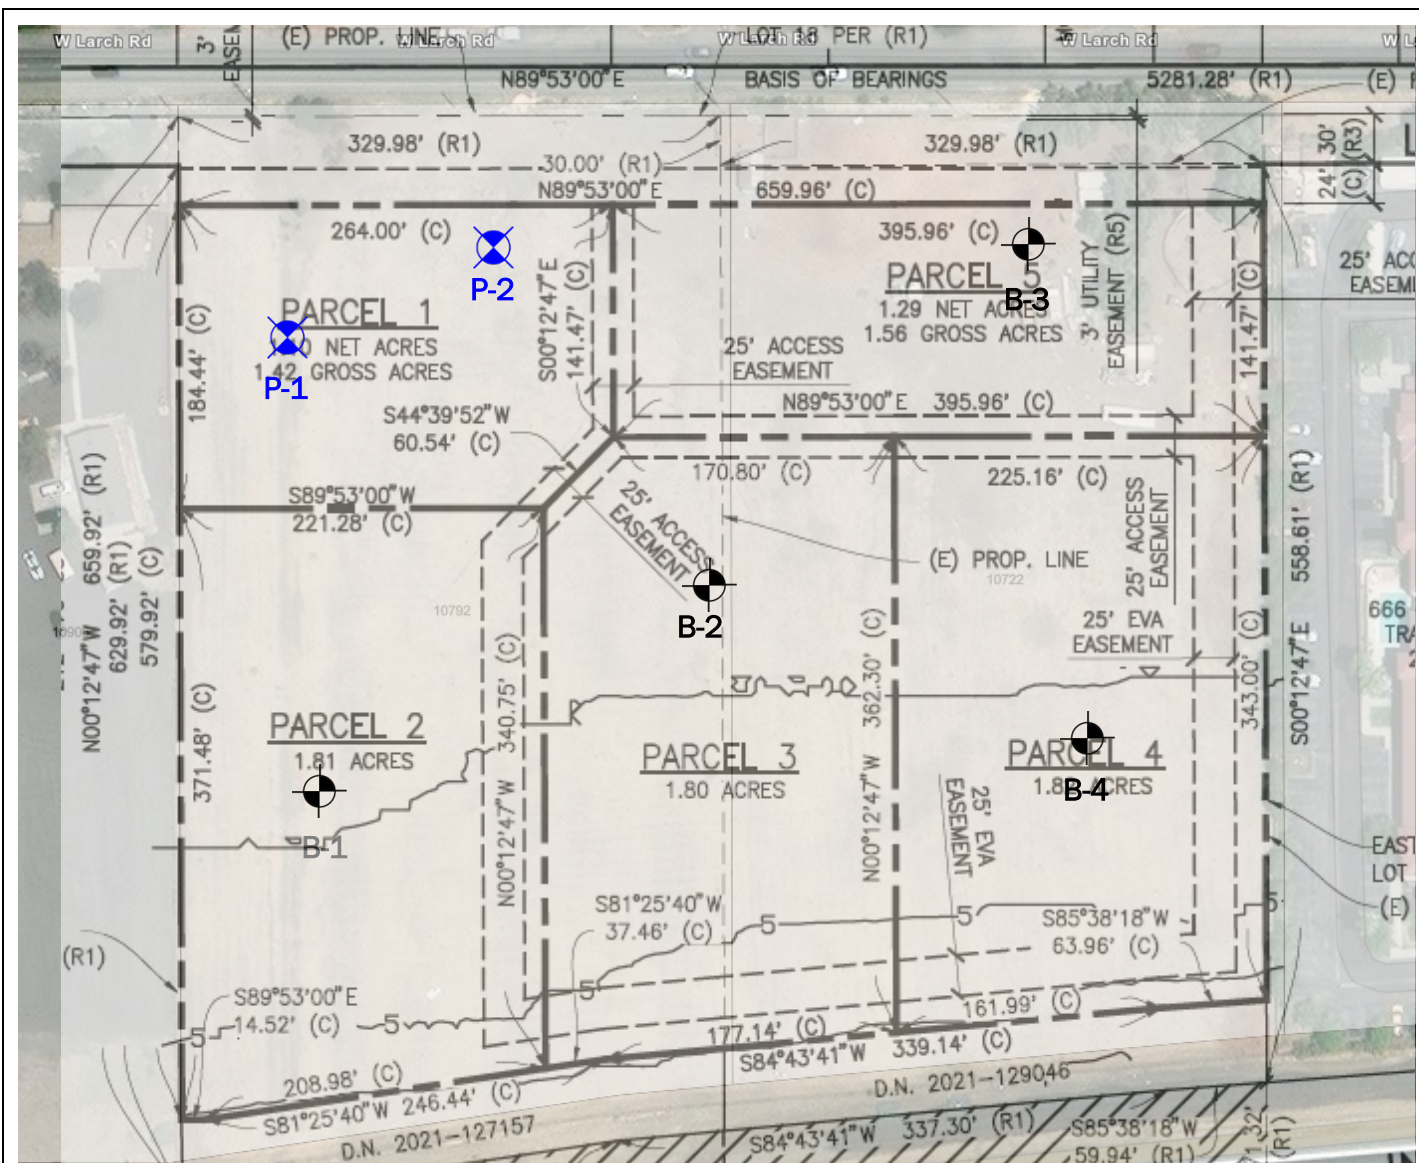 W Larch Rd
W Larch Rd
W Larch Rd
W Larch Rd
W L
3'
EASEM
(E) PROP. LINE
LOT 18 PER (R1)
N89°53'00"E
BASIS OF BEARINGS
5281.28' (R1)
329.98' (R1)
329.98' (R1)
30.00' (R1)
N89°53'00"E
659.96' (C)
24' 30'
(C)(R3)
264.00' (C)
395.96' (C)
P-2
PARCEL 1
NET ACRES
1.42 GROSS ACRES
P-1
184.44' (C)
S00°12'47"E
141.47' (C)
PARCEL 5
B-3
1.29 NET ACRES
1.56 GROSS ACRES
3' UTILITY
EASEMENT (R5)
141.47' (C)
25' ACC
EASEM
25' ACCESS
EASEMENT
N89°53'00"E 395.96' (C)
S44°39'52"W
60.54' (C)
170.80' (C)
225.16' (C)
S89°53'00"W
221.28' (C)
25' ACCESS
EASEMENT
25' ACCESS
EASEMENT
(E) PROP. LINE
10722
10792
N00°12'47"W 659.92' (R1)
629.92' (R1)
579.92' (C)
S00°12'47"E 558.61' (R1)
666
TRA
B-2
25' EVA
EASEMENT
371.48' (C)
PARCEL 2
1.81 ACRES
B-1
N00°12'47"W 340.75' (C)
PARCEL 3
1.80 ACRES
N00°12'47"W 362.30' (C)
PARCEL 4
B-4
ACRES
343.00' (C)
25' EVA
EASEMENT
EAST
LOT
(E)
S81°25'40"W
37.46' (C)
5
5
5
S85°38'18"W
63.96' (C)
(R1)
S89°53'00"E
14.52' (C)
5
5
5
161.99' (C)
177.14' (C)
S84°43'41"W 339.14' (C)
208.98' (C)
S81°25'40"W 246.44' (C)
D.N. 2021-129046
D.N. 2021-127157
S84°43'41"W 337.30' (R1)
S85°38'18"W
59.94' (R1)
(R1)